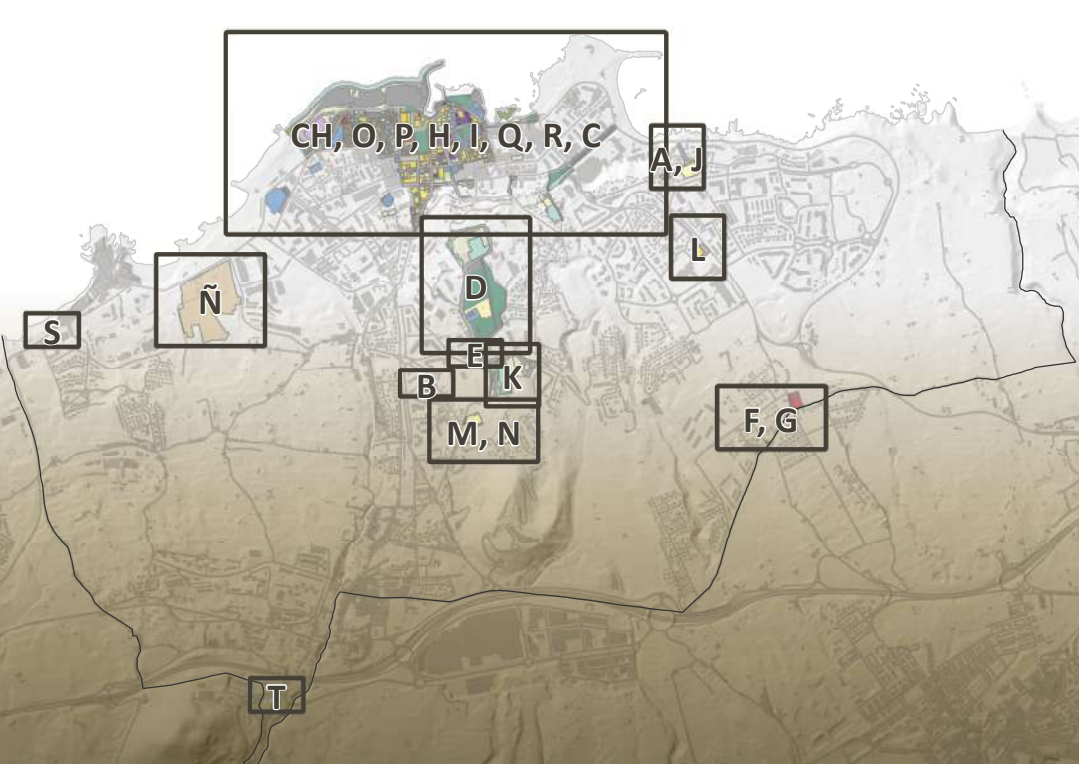 CH, O, P, H, I, Q, R, C
A, J
L
D
Ñ
S
E
K
B
F, G
M, N
T